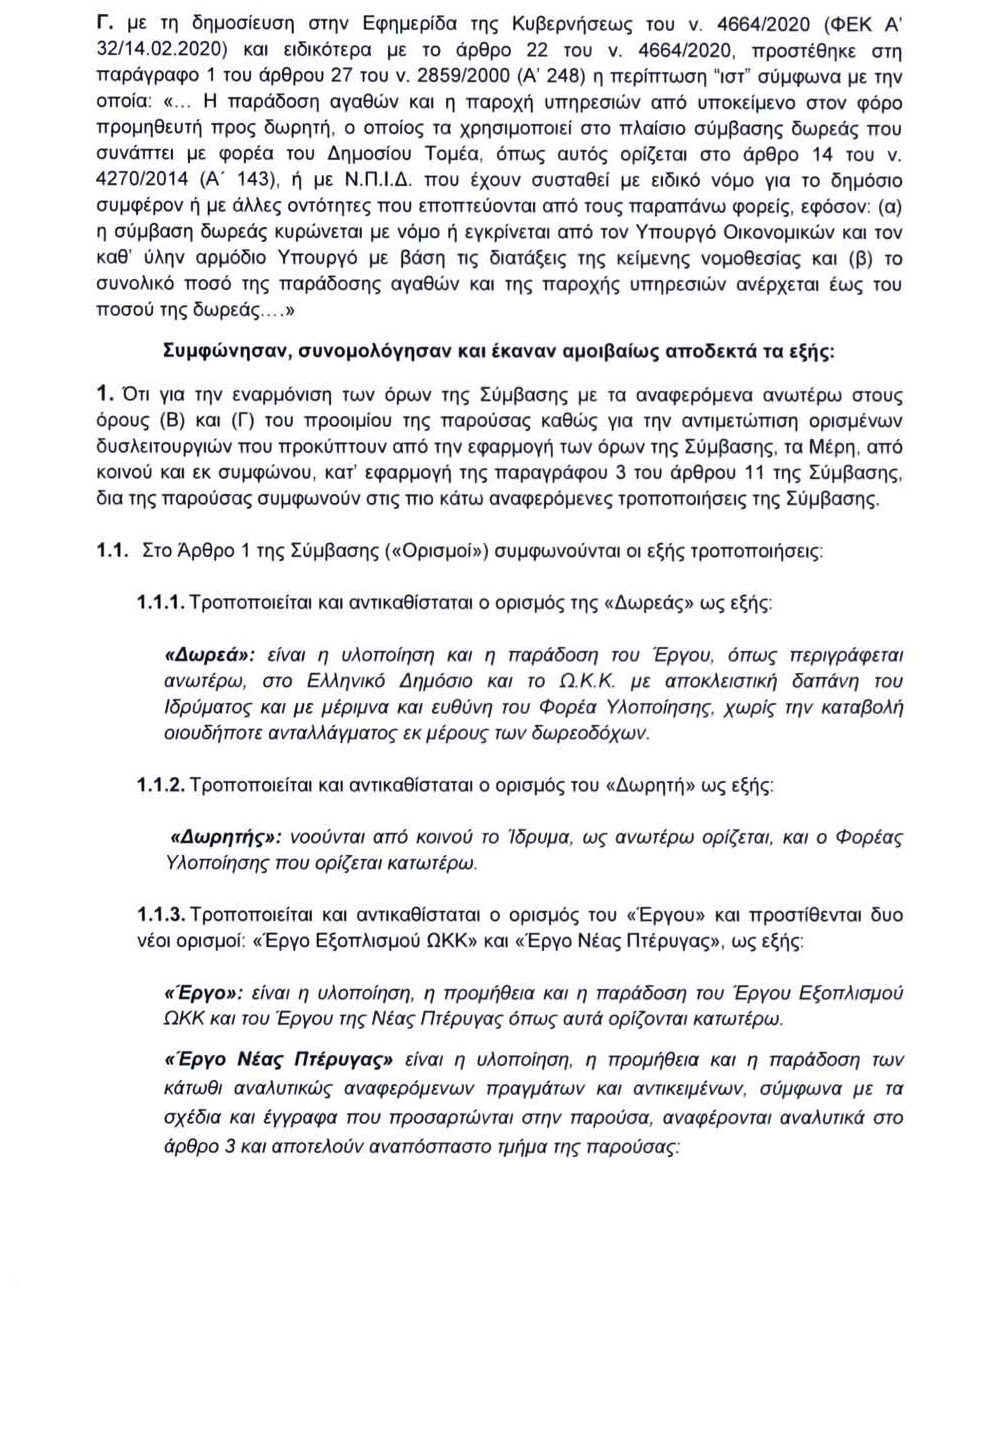 Γ. με τη δημοσίευση στην Εφημερίδα της Κυβερνήσεως του ν. 4664/2020 (ΦΕΚ Α'
32/14.02.2020) και ειδικότερα με το άρθρο 22 του ν. 4664/2020, προστέθηκε στη
παράγραφο 1 του άρθρου 27 του ν. 2859/2000 (Α' 248) η περίπτωση "ιστ" σύμφωνα με την
οποία: «... Η παράδοση αγαθών και η παροχή υπηρεσιών από υποκείμενο στον φόρο
προμηθευτή προς δωρητή, ο οποίος τα χρησιμοποιεί στο πλαίσιο σύμβασης δωρεάς που
συνάπτει με φορέα του Δημοσίου Τομέα, όπως αυτός ορίζεται στο άρθρο 14 του ν.
4270/2014 (Α΄ 143), ή με Ν.Π.Ι.Δ. που έχουν συσταθεί με ειδικό νόμο για το δημόσιο
συμφέρον ή με άλλες οντότητες που εποπτεύονται από τους παραπάνω φορείς, εφόσον: (α)
η σύμβαση δωρεάς κυρώνεται με νόμο ή εγκρίνεται από τον Υπουργό Οικονομικών και τον
καθ' ύλην αρμόδιο Υπουργό με βάση τις διατάξεις της κείμενης νομοθεσίας και (β) το
συνολικό ποσό της παράδοσης αγαθών και της παροχής υπηρεσιών ανέρχεται έως του
ποσού της δωρεάς....»
Συμφώνησαν, συνομολόγησαν και έκαναν αμοιβαίως αποδεκτά τα εξής:
1. Ότι για την εναρμόνιση των όρων της Σύμβασης με τα αναφερόμενα ανωτέρω στους
όρους (Β) και (Γ) του προοιμίου της παρούσας καθώς για την αντιμετώπιση ορισμένων
δυσλειτουργιών που προκύπτουν από την εφαρμογή των όρων της Σύμβασης, τα Μέρη, από
κοινού και εκ συμφώνου, κατ' εφαρμογή της παραγράφου 3 του άρθρου 11 της Σύμβασης,
δια της παρούσας συμφωνούν στις πιο κάτω αναφερόμενες τροποποιήσεις της Σύμβασης.
1.1. Στο Άρθρο 1 της Σύμβασης («Ορισμοί») συμφωνούνται οι εξής τροποποιήσεις:
1.1.1. Τροποποιείται και αντικαθίσταται ο ορισμός της «Δωρεάς» ως εξής:
«Δωρεά»: είναι η υλοποίηση και η παράδοση του Έργου, όπως περιγράφεται
ανωτέρω, στο Ελληνικό Δημόσιο και το Ω.Κ.Κ. με αποκλειστική δαπάνη του
Ιδρύματος και με μέριμνα και ευθύνη του Φορέα Υλοποίησης, χωρίς την καταβολή
οιουδήποτε ανταλλάγματος εκ μέρους των δωρεοδόχων.
1.1.2. Τροποποιείται και αντικαθίσταται ο ορισμός του «Δωρητή» ως εξής:
«Δωρητής»: νοούνται από κοινού το Ίδρυμα, ως ανωτέρω ορίζεται, και ο Φορέας
Υλοποίησης που ορίζεται κατωτέρω.
1.1.3. Τροποποιείται και αντικαθίσταται ο ορισμός του «Έργου» και προστίθενται δυο
νέοι ορισμοί: «Έργο Εξοπλισμού ΩΚΚ» και «Έργο Νέας Πτέρυγας», ως εξής:
«Έργο»: είναι η υλοποίηση, η προμήθεια και η παράδοση του Έργου Εξοπλισμού
ΩΚΚ και του Έργου της Νέας Πτέρυγας όπως αυτά ορίζονται κατωτέρω.
«Έργο Νέας Πτέρυγας» είναι η υλοποίηση, η προμήθεια και η παράδοση των
κάτωθι αναλυτικώς αναφερόμενων πραγμάτων και αντικειμένων, σύμφωνα με τα
σχέδια και έγγραφα που προσαρτώνται στην παρούσα, αναφέρονται αναλυτικά στο
άρθρο 3 και αποτελούν αναπόσπαστο τμήμα της παρούσας: